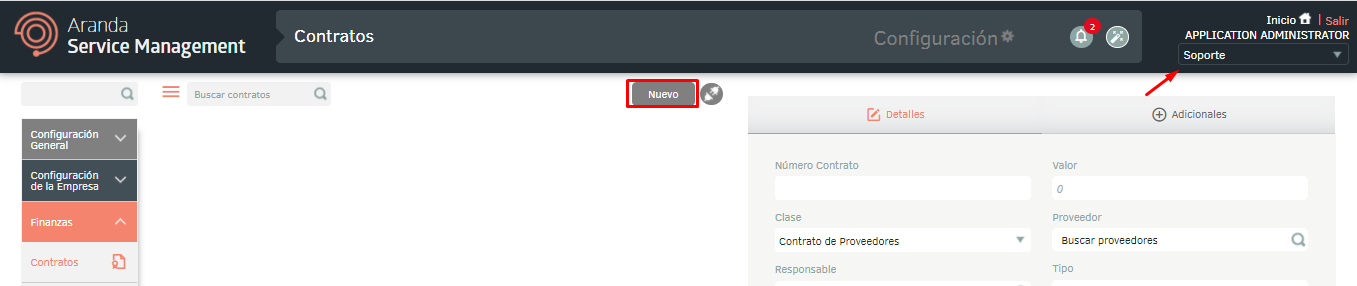 Aranda
Service Management
Contratos
Configuración
2
Inicio | Salir
APPLICATION ADMINISTRATOR
Soporte
Buscar contratos
Nuevo
Configuración
General
Configuración
de la Empresa
Finanzas
Contratos
Detalles
Adicionales
Número Contrato
Valor
0
Clase
Proveedor
Contrato de Proveedores
Buscar proveedores
Responsable
Tipo